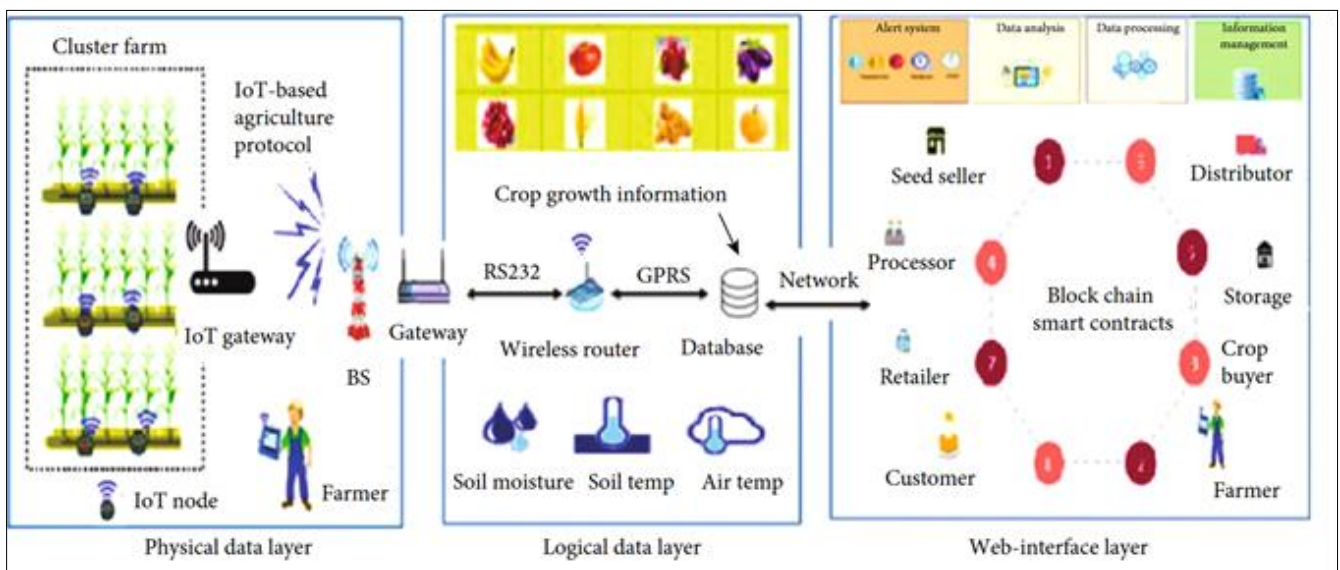 Cluster farm
IoT-based
agriculture
protocol
IoT gateway
BS
Gateway
IoT node
Farmer
Physical data layer
Crop growth information
RS232
GPRS
Wireless router
Database
Soil moisture
Soil temp
Air temp
Logical data layer
Network
Alert system
Data analysis
Data processing
Information
management
Seed seller
Distributor
Processor
Storage
Block chain
smart contracts
Retailer
Crop
buyer
Customer
Farmer
4
7
2
Web-interface layer